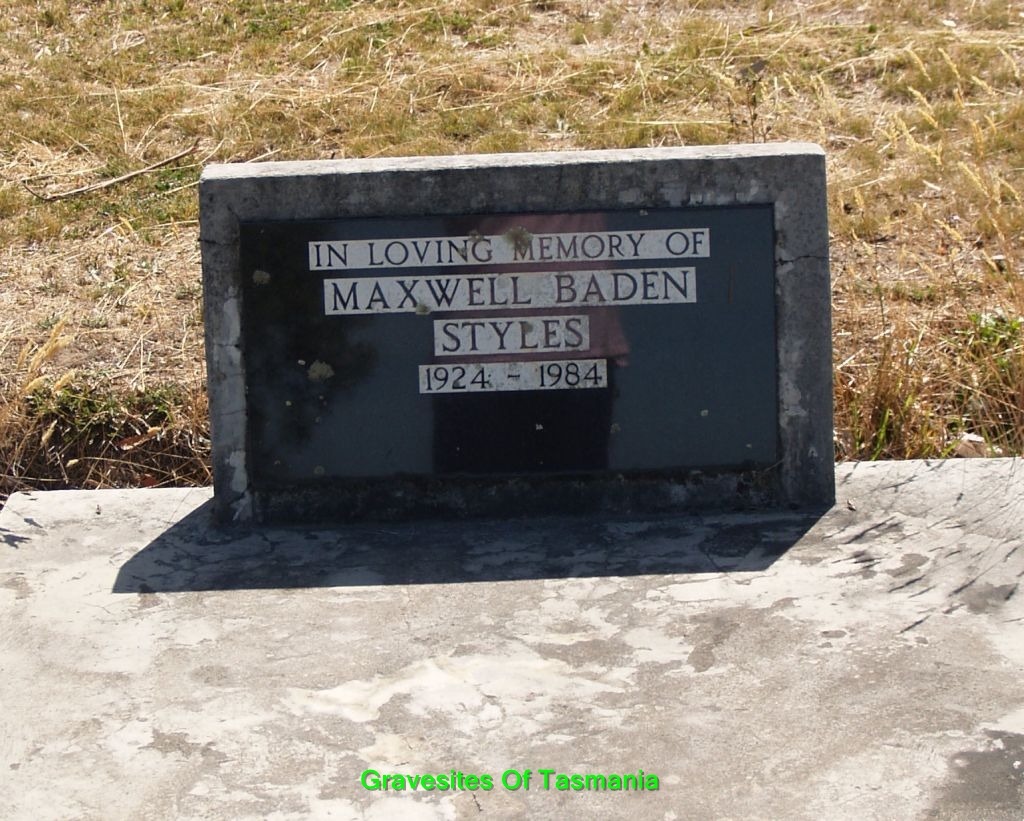 IN LOVING MEMORY OF
MAXWELL BADEN
STYLES
1924 - 1984
Gravesites Of Tasmania